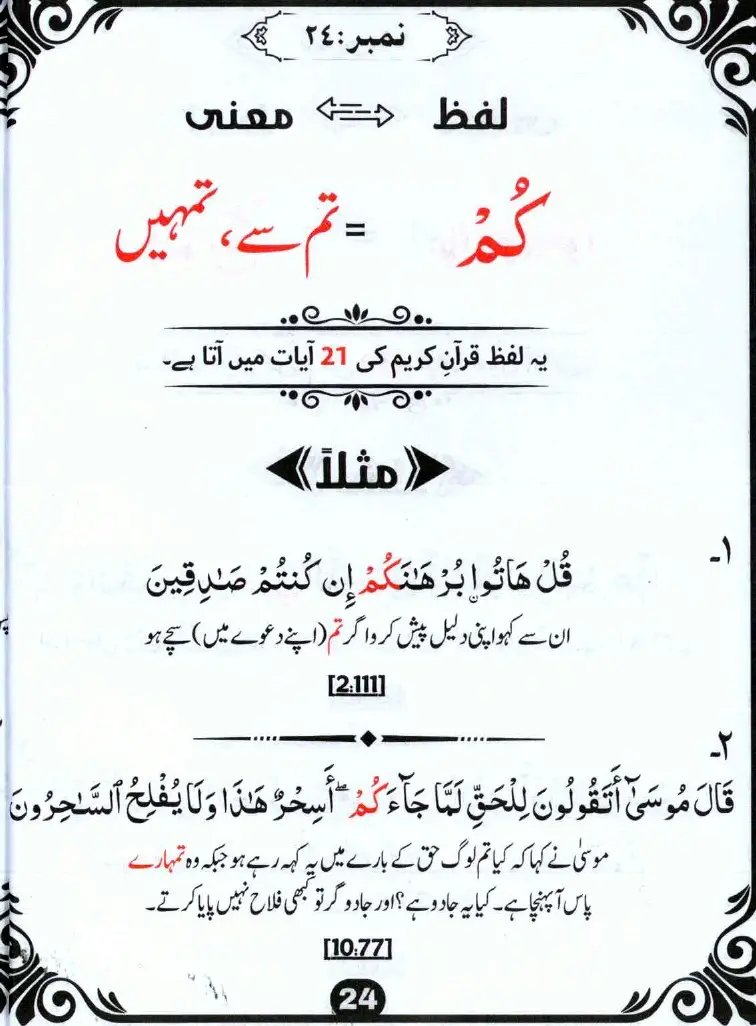 نمبر:٢٤
لفظ ⇔ معنی
كُمْ = تم سے، تمہیں
یہ لفظ قرآنِ کریم کی 21 آیات میں آتا ہے۔
مثلاً
١۔
قُلْ هَاتُوا۟ بُرْهَـٰنَكُمْ إِن كُنتُمْ صَـٰدِقِينَ
ان سے کہو اپنی دلیل پیش کرو اگر تم (اپنے دعوے میں) سچے ہو
[2:111]
٢۔
قَالَ مُوسَىٰٓ أَتَقُولُونَ لِلْحَقِّ لَمَّا جَآءَكُمْ ۖ أَسِحْرٌ هَـٰذَا وَلَا يُفْلِحُ ٱلسَّـٰحِرُونَ
موسیٰ نے کہا کہ کیا تم لوگ حق کے بارے میں یہ کہہ رہے ہو جبکہ وہ تمہارے
پاس آ پہنچا ہے۔ کیا یہ جادو ہے؟ اور جادوگر تو کبھی فلاح نہیں پایا کرتے۔
[10:77]
24